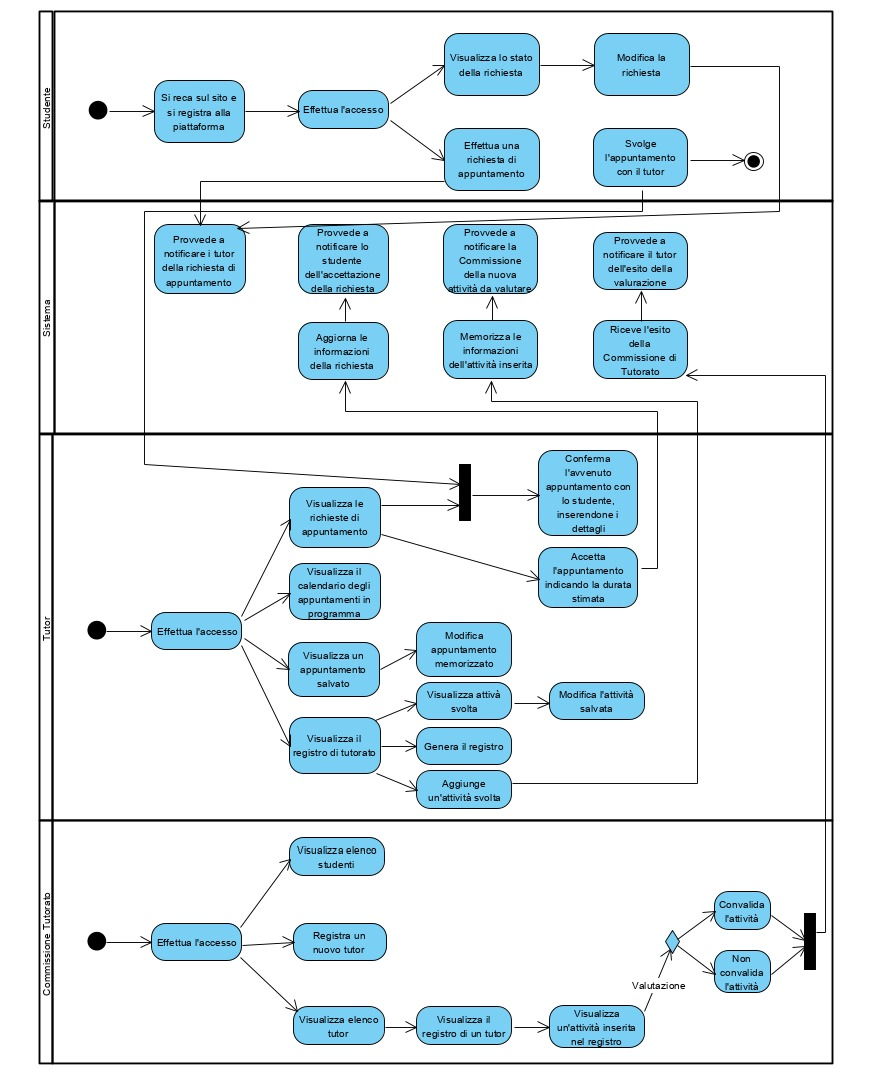 Studente
Si reca sul sito e
si registra alla
piattaforma
Effettua l'accesso
Visualizza lo stato
della richiesta
Modifica la
richiesta
Effettua una
richiesta di
appuntamento
Svolge
l'appuntamento
con il tutor
Sistema
Provvede a
notificare i tutor
della richiesta di
appuntamento
Provvede a
notificare lo
studente
dell'accettazione
della richiesta
Provvede a
notificare la
Commissione
della nuova
attività da valutare
Provvede a
notificare il tutor
dell'esito della
valurazione
Aggiorna le
informazioni
della richiesta
Memorizza le
informazioni
dell'attività inserita
Riceve l'esito
della
Commissione di
Tutorato
Tutor
Effettua l'accesso
Visualizza le
richieste di
appuntamento
Conferma
l'avvenuto
appuntamento con
lo studente,
inserendone i
dettagli
Accetta
l'appuntamento
indicando la durata
stimata
Visualizza il
calendario degli
appuntamenti in
programma
Visualizza un
appuntamento
salvato
Modifica
appuntamento
memorizzato
Visualizza il
registro di tutorato
Visualizza attivà
svolta
Modifica l'attività
salvata
Genera il registro
Aggiunge
un'attività svolta
Commissione Tutorato
Effettua l'accesso
Visualizza elenco
studenti
Registra un
nuovo tutor
Visualizza elenco
tutor
Visualizza il
registro di un tutor
Visualizza
un'attività inserita
nel registro
Valutazione
Convalida
l'attività
Non
convalida
l'attività